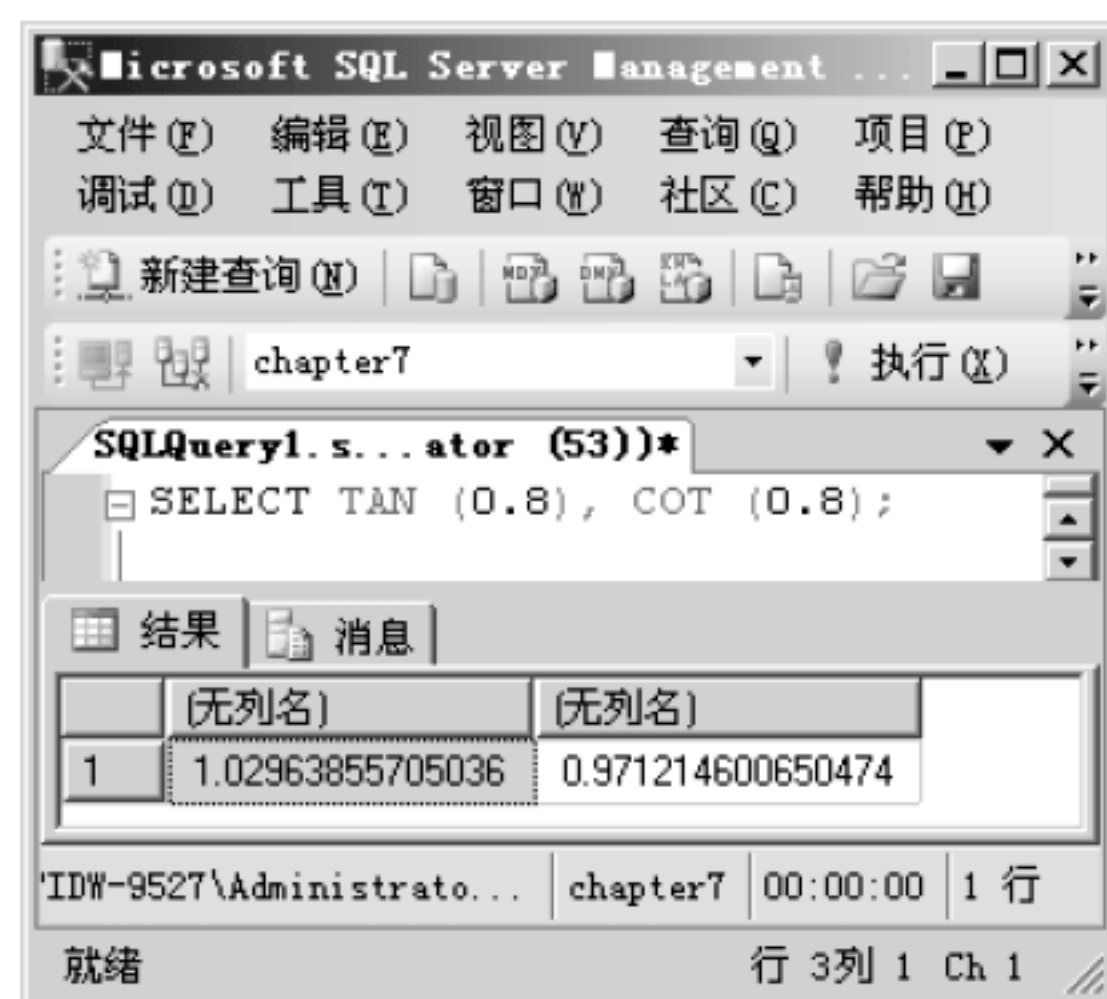 Microsoft SQL Server Management ...
文件(F) 编辑(E) 视图(V) 查询(Q) 项目(P)
调试(D) 工具(T) 窗口(W) 社区(C) 帮助(H)
新建查询(N)
chapter7 执行(X)
SQLQuery1.s...ator (53))*
SELECT TAN (0.8), COT (0.8);
结果 消息
(无列名) (无列名)
1 1.02963855705036 0.971214600650474
'IDW-9527\Administrato... chapter7 00:00:00 1 行
就绪 行 3列 1 Ch 1